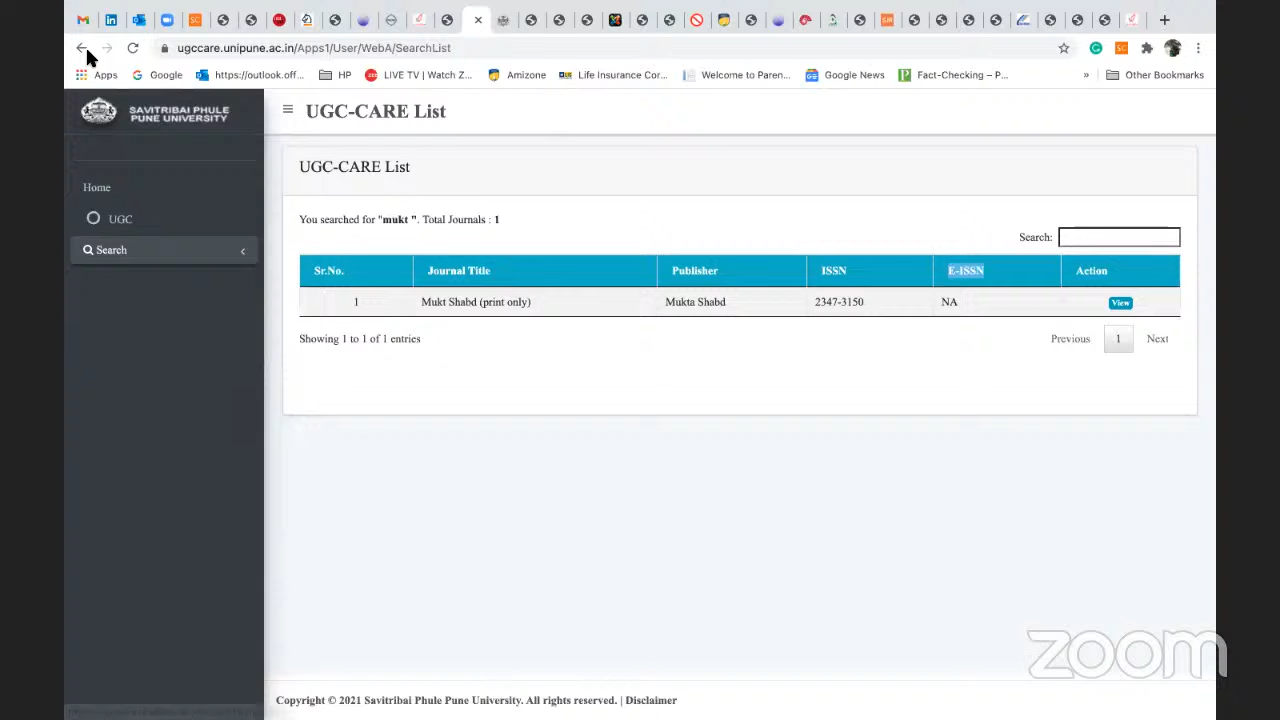 ugccare.unipune.ac.in/Apps1/User/WebA/SearchList
Apps
Google
https://outlook.off...
HP
LIVE TV | Watch Z...
Amizone
Life Insurance Cor...
Welcome to Paren...
Google News
Fact-Checking – P...
»
Other Bookmarks
SAVITRIBAI PHULE
PUNE UNIVERSITY
UGC-CARE List
Home
UGC
Search
UGC-CARE List
You searched for "mukt ". Total Journals : 1
Search:
Sr.No. Journal Title Publisher ISSN E-ISSN Action
1 Mukt Shabd (print only) Mukta Shabd 2347-3150 NA View
Showing 1 to 1 of 1 entries
Previous 1 Next
zoom
Copyright © 2021 Savitribai Phule Pune University. All rights reserved. | Disclaimer